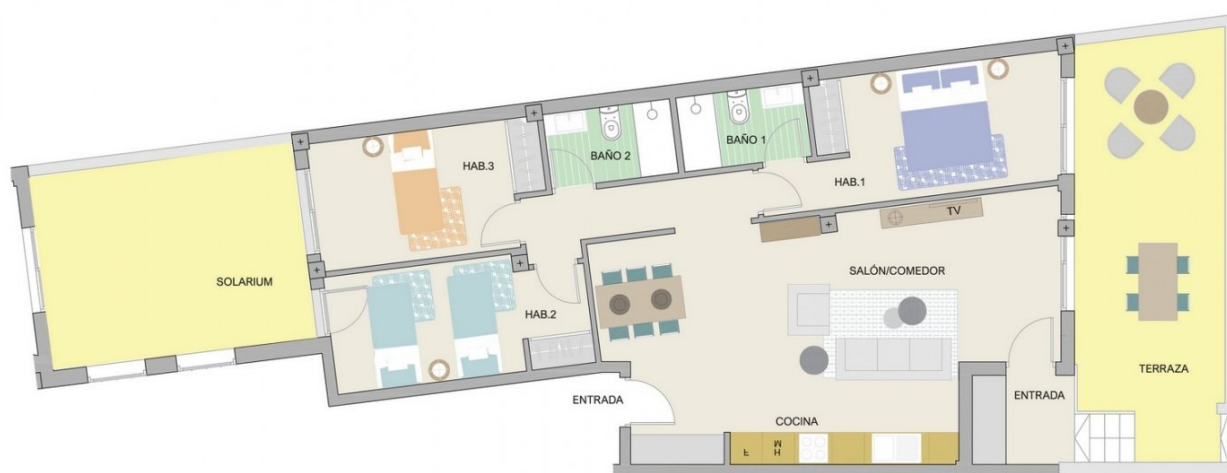 SOLARIUM
HAB.3
BAÑO 2
BAÑO 1
HAB.1
HAB.2
TV
SALÓN/COMEDOR
TERRAZA
ENTRADA
COCINA
ENTRADA
F
H
M